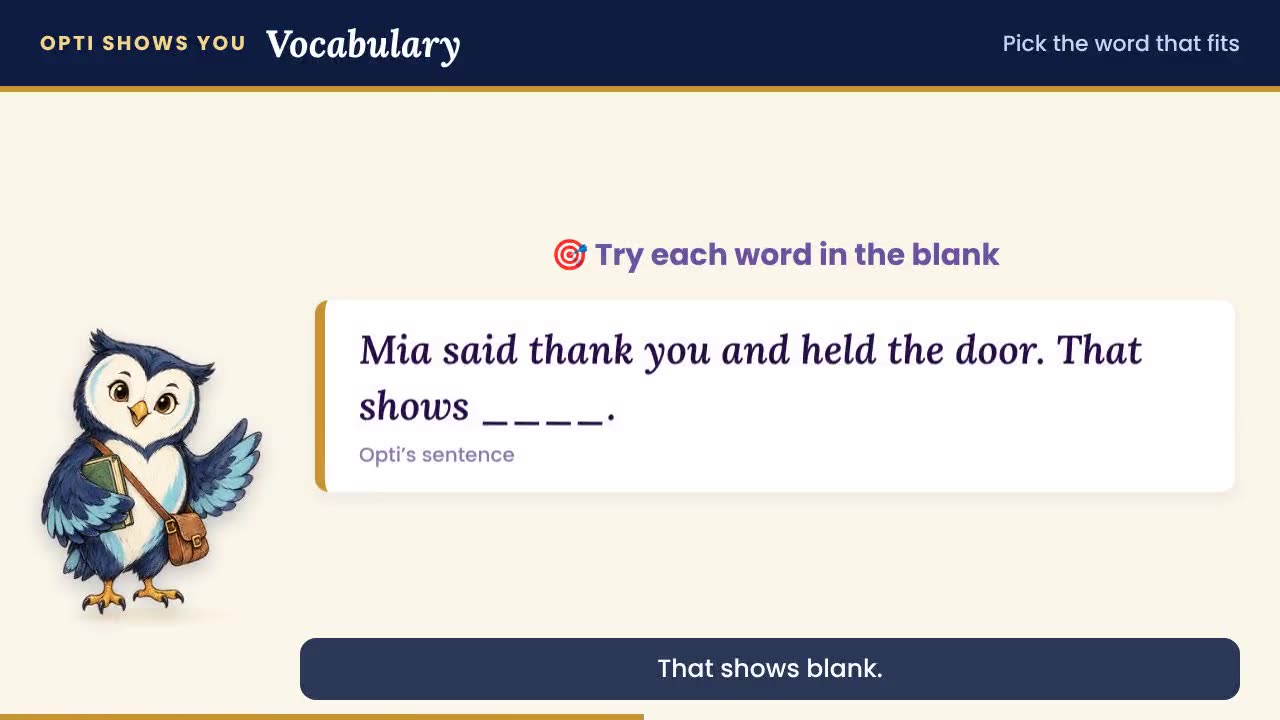 OPTI SHOWS YOU Vocabulary
Pick the word that fits
🎯 Try each word in the blank
Mia said thank you and held the door. That
shows ____.
Opti’s sentence
That shows blank.